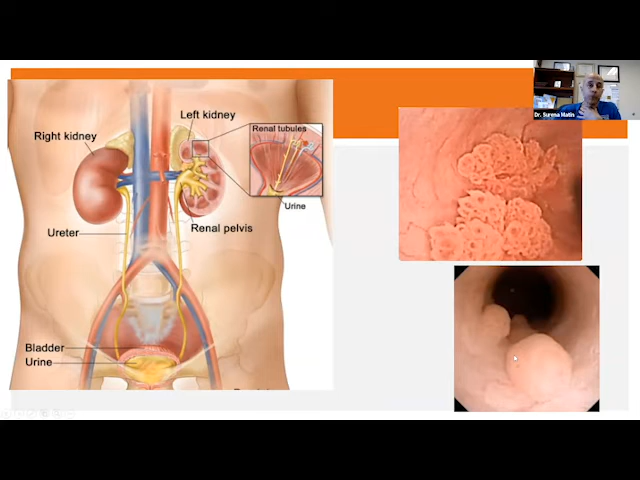 Dr. Surena Matin
Left kidney
Renal tubules
Right kidney
Urine
Renal pelvis
Ureter
Bladder
Urine